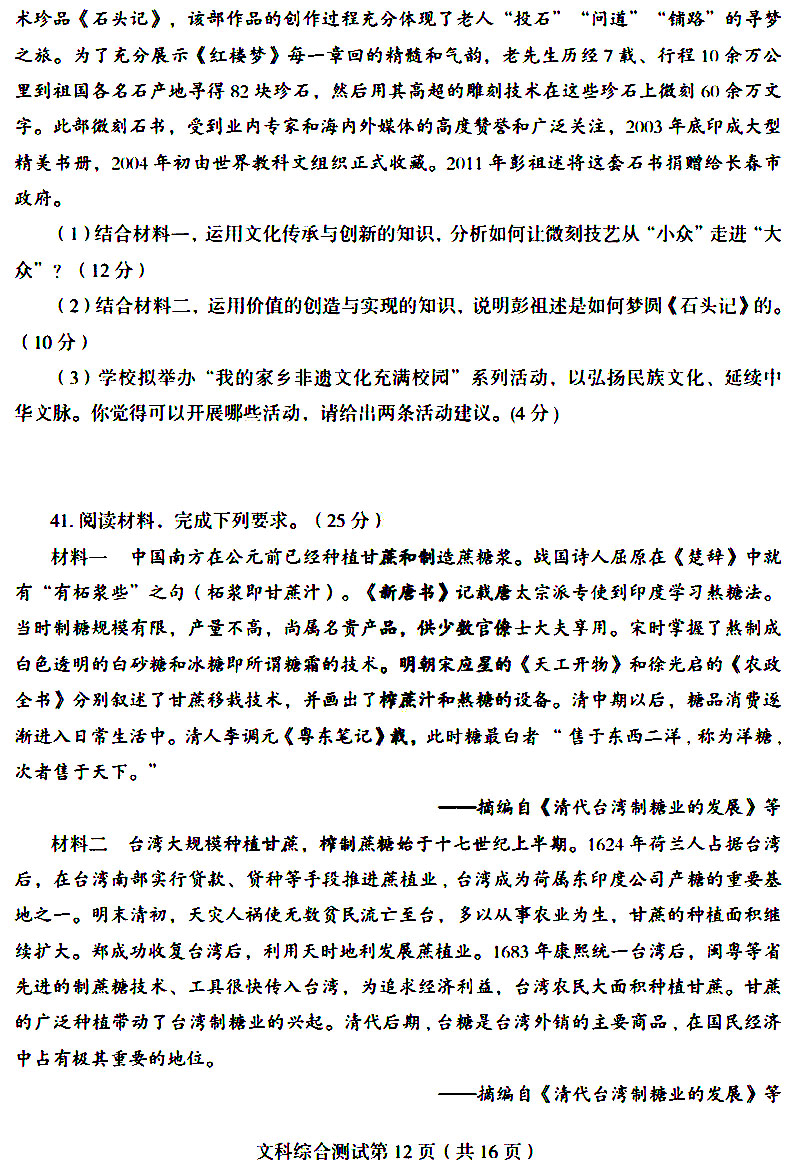 术珍品《石头记》，该部作品的创作过程充分体现了老人“投石”“问道”“铺路”的寻梦
之旅。为了充分展示《红楼梦》每一章回的精髓和气韵，老先生历经7载、行程10余万公
里到祖国各名石产地寻得82块珍石，然后用其高超的雕刻技术在这些珍石上微刻60余万文
字。此部微刻石书，受到业内专家和海内外媒体的高度赞誉和广泛关注，2003年底印成大型
精美书册，2004年初由世界教科文组织正式收藏。2011年彭祖述将这套石书捐赠给长春市
政府。
（1）结合材料一，运用文化传承与创新的知识，分析如何让微刻技艺从“小众”走进“大
众”？（12分）
（2）结合材料二，运用价值的创造与实现的知识，说明彭祖述是如何梦圆《石头记》的。
（10分）
（3）学校拟举办“我的家乡非遗文化充满校园”系列活动，以弘扬民族文化、延续中
华文脉。你觉得可以开展哪些活动，请给出两条活动建议。(4分)
41. 阅读材料，完成下列要求。（25分）
材料一 中国南方在公元前已经种植甘蔗和制造蔗糖浆。战国诗人屈原在《楚辞》中就
有“有柘浆些”之句（柘浆即甘蔗汁）。《新唐书》记载唐太宗派专使到印度学习熬糖法。
当时制糖规模有限，产量不高，尚属名贵产品，供少数官僚士大夫享用。宋时掌握了熬制成
白色透明的白砂糖和冰糖即所谓糖霜的技术。明朝宋应星的《天工开物》和徐光启的《农政
全书》分别叙述了甘蔗移栽技术，并画出了榨蔗汁和熬糖的设备。清中期以后，糖品消费逐
渐进入日常生活中。清人李调元《粤东笔记》载，此时糖最白者“售于东西二洋，称为洋糖，
次者售于天下。”
——摘编自《清代台湾制糖业的发展》等
材料二 台湾大规模种植甘蔗，榨制蔗糖始于十七世纪上半期。1624年荷兰人占据台湾
后，在台湾南部实行贷款、贷种等手段推进蔗植业，台湾成为荷属东印度公司产糖的重要基
地之一。明末清初，天灾人祸使无数贫民流亡至台，多以从事农业为生，甘蔗的种植面积继
续扩大。郑成功收复台湾后，利用天时地利发展蔗植业。1683年康熙统一台湾后，闽粤等省
先进的制蔗糖技术、工具很快传入台湾，为追求经济利益，台湾农民大面积种植甘蔗。甘蔗
的广泛种植带动了台湾制糖业的兴起。清代后期，台糖是台湾外销的主要商品，在国民经济
中占有极其重要的地位。
——摘编自《清代台湾制糖业的发展》等
文科综合测试第12页（共16页）